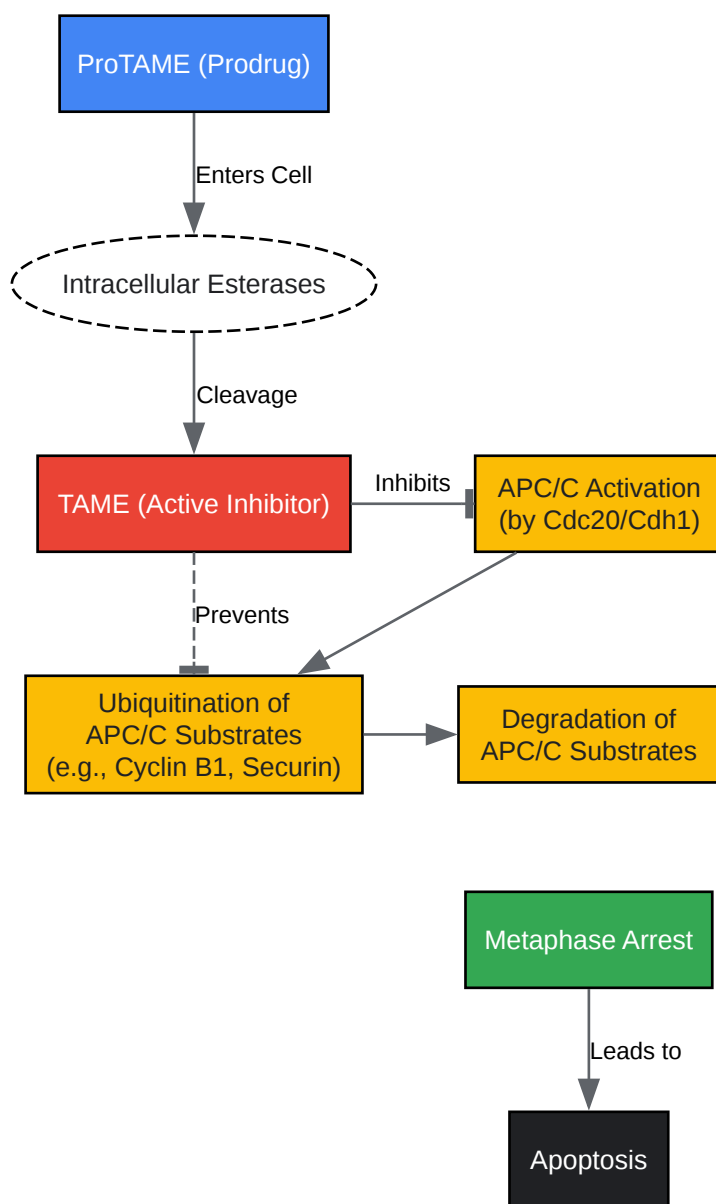 ProTAME (Prodrug)
Enters Cell
Intracellular Esterases
Cleavage
TAME (Active Inhibitor)
Inhibits
APC/C Activation
(by Cdc20/Cdh1)
Prevents
Ubiquitination of
APC/C Substrates
(e.g., Cyclin B1, Securin)
Degradation of
APC/C Substrates
Metaphase Arrest
Leads to
Apoptosis